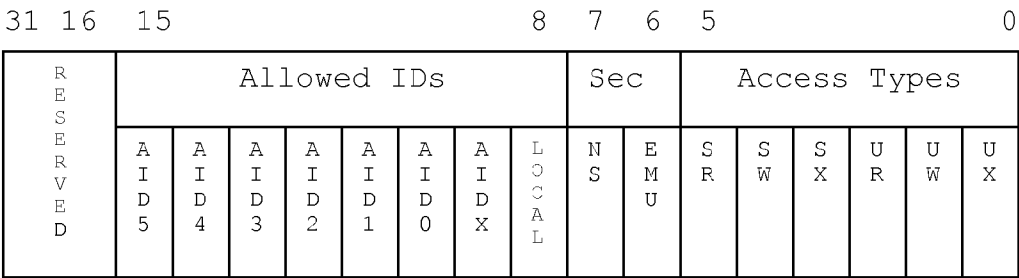 31 16 15 8 7 6 5 0
RESERVED Allowed IDs Sec Access Types
AID5 AID4 AID3 AID2 AID1 AID0 AIDX LOCAL NS EMU SR SW SX UR UW UX